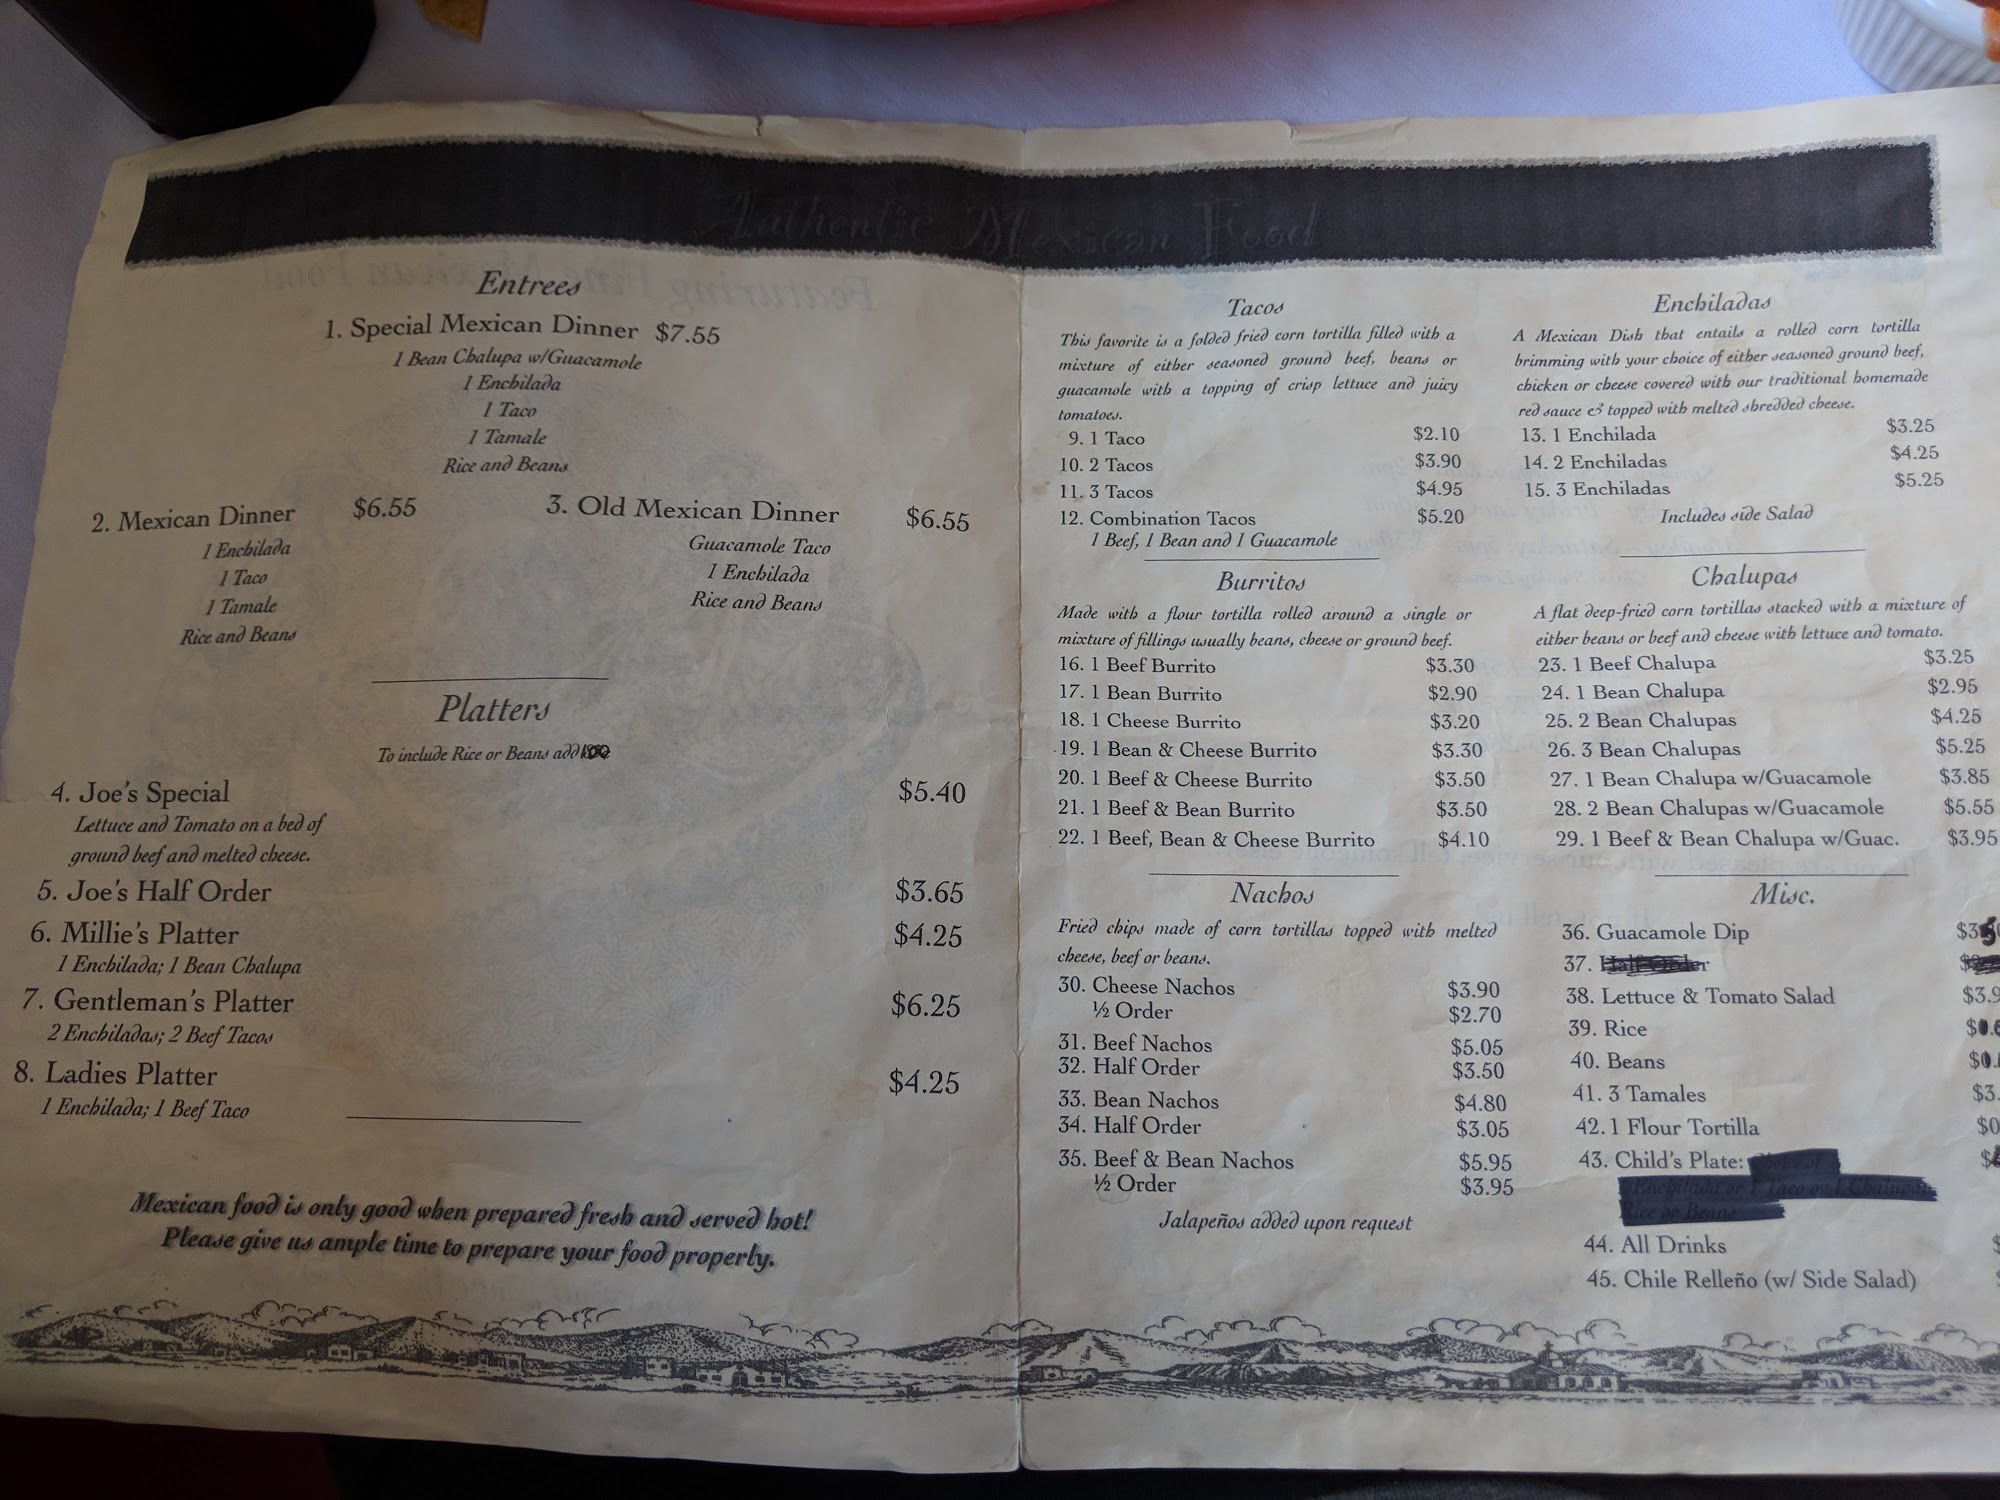 Authentic Mexican Food
Entrees
1. Special Mexican Dinner $7.55
1 Bean Chalupa w/Guacamole
1 Enchilada
1 Taco
1 Tamale
Rice and Beans
2. Mexican Dinner $6.55
1 Enchilada
1 Taco
1 Tamale
Rice and Beans
3. Old Mexican Dinner $6.55
Guacamole Taco
1 Enchilada
Rice and Beans
Platters
To include Rice or Beans add
4. Joe's Special $5.40
Lettuce and Tomato on a bed of
ground beef and melted cheese.
5. Joe's Half Order $3.65
6. Millie's Platter $4.25
1 Enchilada; 1 Bean Chalupa
7. Gentleman's Platter $6.25
2 Enchiladas; 2 Beef Tacos
8. Ladies Platter $4.25
1 Enchilada; 1 Beef Taco
Mexican food is only good when prepared fresh and served hot!
Please give us ample time to prepare your food properly.
Tacos
This favorite is a folded fried corn tortilla filled with a
mixture of either seasoned ground beef, beans or
guacamole with a topping of crisp lettuce and juicy
tomatoes.
9. 1 Taco $2.10
10. 2 Tacos $3.90
11. 3 Tacos $4.95
12. Combination Tacos $5.20
1 Beef, 1 Bean and 1 Guacamole
Burritos
Made with a flour tortilla rolled around a single or
mixture of fillings usually beans, cheese or ground beef.
16. 1 Beef Burrito $3.30
17. 1 Bean Burrito $2.90
18. 1 Cheese Burrito $3.20
19. 1 Bean & Cheese Burrito $3.30
20. 1 Beef & Cheese Burrito $3.50
21. 1 Beef & Bean Burrito $3.50
22. 1 Beef, Bean & Cheese Burrito $4.10
Nachos
Fried chips made of corn tortillas topped with melted
cheese, beef or beans.
30. Cheese Nachos $3.90
½ Order $2.70
31. Beef Nachos $5.05
32. Half Order $3.50
33. Bean Nachos $4.80
34. Half Order $3.05
35. Beef & Bean Nachos $5.95
½ Order $3.95
Jalapeños added upon request
Enchiladas
A Mexican Dish that entails a rolled corn tortilla
brimming with your choice of either seasoned ground beef,
chicken or cheese covered with our traditional homemade
red sauce & topped with melted shredded cheese.
13. 1 Enchilada $3.25
14. 2 Enchiladas $4.25
15. 3 Enchiladas $5.25
Includes side Salad
Chalupas
A flat deep-fried corn tortillas stacked with a mixture of
either beans or beef and cheese with lettuce and tomato.
23. 1 Beef Chalupa $3.25
24. 1 Bean Chalupa $2.95
25. 2 Bean Chalupas $4.25
26. 3 Bean Chalupas $5.25
27. 1 Bean Chalupa w/Guacamole $3.85
28. 2 Bean Chalupas w/Guacamole $5.55
29. 1 Beef & Bean Chalupa w/Guac. $3.95
Misc.
36. Guacamole Dip
37. Half Order
38. Lettuce & Tomato Salad $3.9
39. Rice
40. Beans
41. 3 Tamales $3.
42. 1 Flour Tortilla $0
43. Child's Plate:
Enchilada or 1 Taco or 1 Chalupa
Rice or Beans
44. All Drinks
45. Chile Relleño (w/ Side Salad)